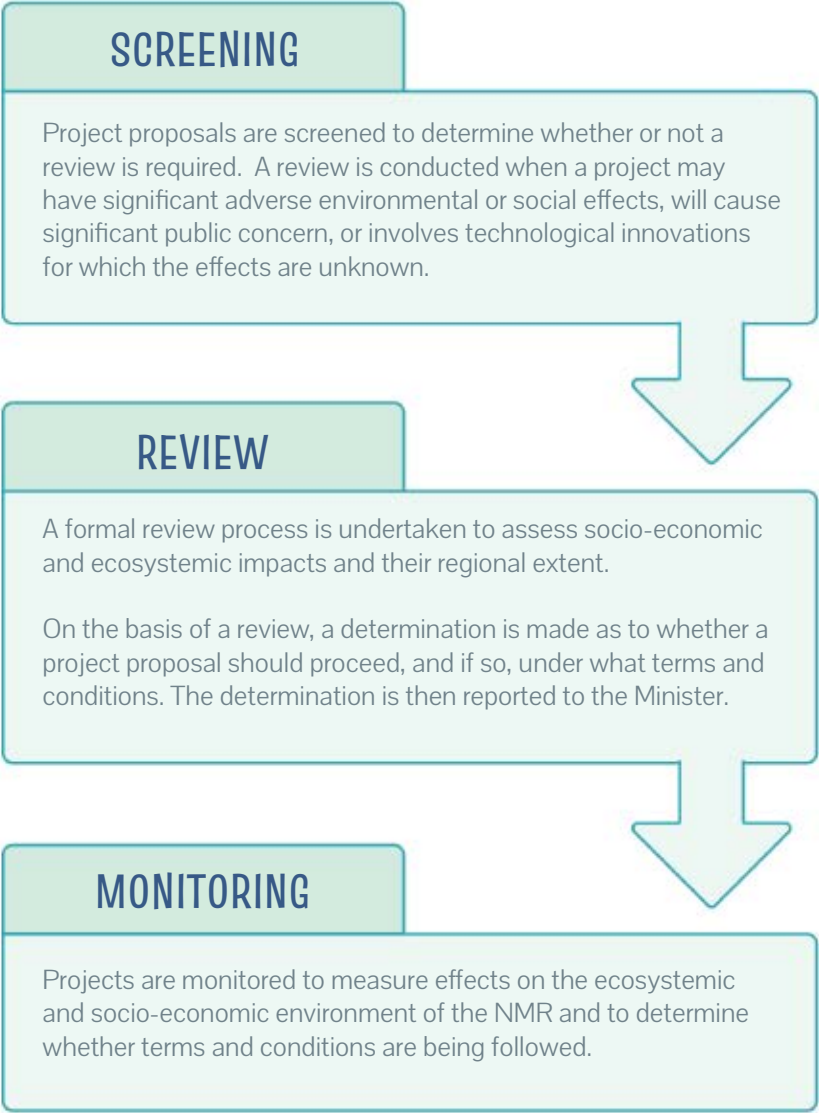 SCREENING
Project proposals are screened to determine whether or not a
review is required.  A review is conducted when a project may
have significant adverse environmental or social effects, will cause
significant public concern, or involves technological innovations
for which the effects are unknown.
REVIEW
A formal review process is undertaken to assess socio-economic
and ecosystemic impacts and their regional extent.
On the basis of a review, a determination is made as to whether a
project proposal should proceed, and if so, under what terms and
conditions. The determination is then reported to the Minister.
MONITORING
Projects are monitored to measure effects on the ecosystemic
and socio-economic environment of the NMR and to determine
whether terms and conditions are being followed.